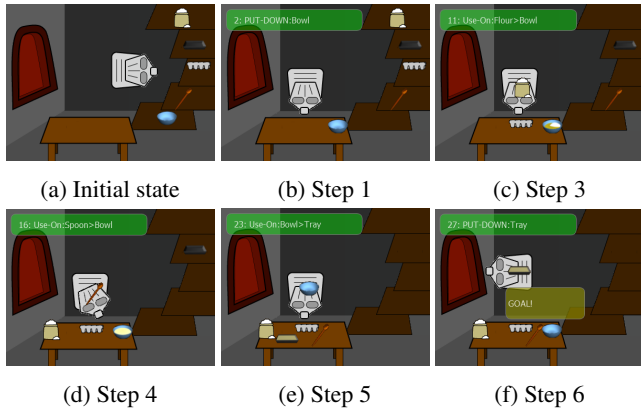 2: PUT-DOWN:Bowl
11: Use-On:Flour>Bowl
(a) Initial state
(b) Step 1
(c) Step 3
16: Use-On:Spoon>Bowl
23: Use-On:Bowl>Tray
27: PUT-DOWN:Tray
GOAL!
(d) Step 4
(e) Step 5
(f) Step 6